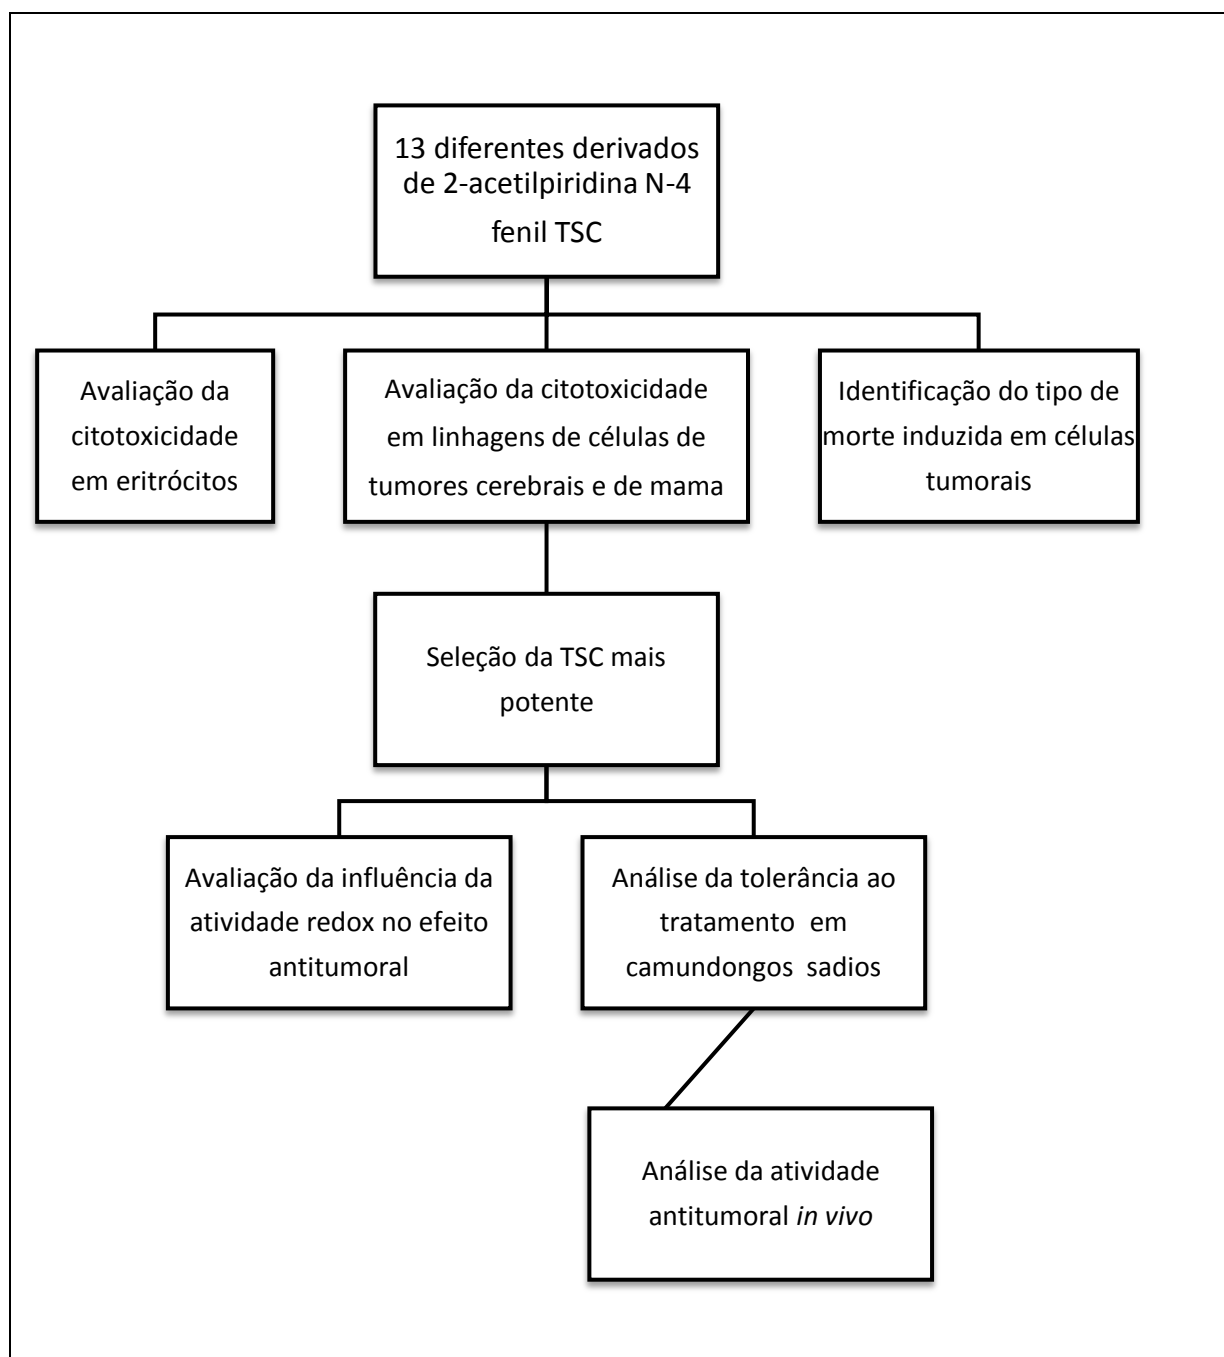 13 diferentes derivados
de 2-acetilpiridina N-4
fenil TSC
Avaliação da
citotoxicidade
em eritrócitos
Avaliação da citotoxicidade
em linhagens de células de
tumores cerebrais e de mama
Identificação do tipo de
morte induzida em células
tumorais
Seleção da TSC mais
potente
Avaliação da influência da
atividade redox no efeito
antitumoral
Análise da tolerância ao
tratamento em
camundongos sadios
Análise da atividade
antitumoral in vivo